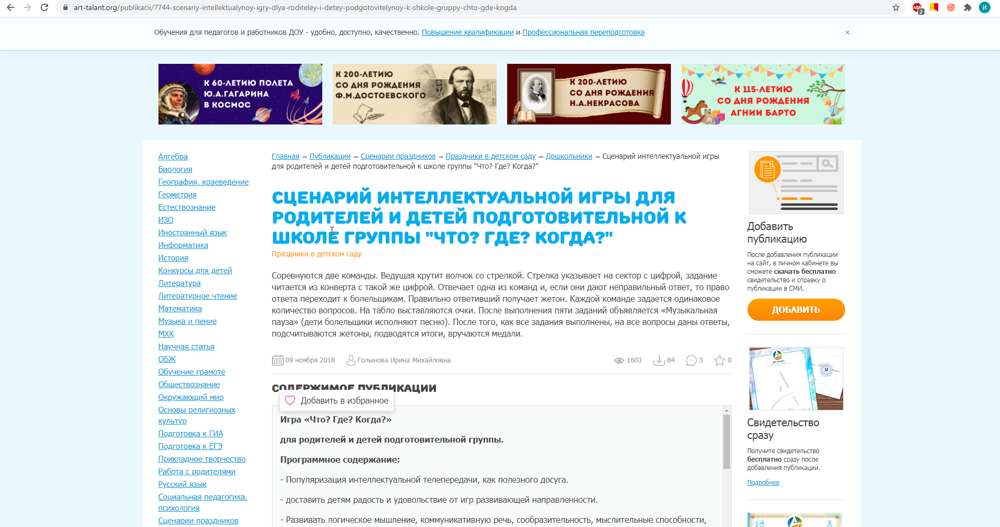 art-talant.org/publikacii/7744-scenariy-intellektualynoy-igry-dlya-roditeley-i-detey-podgotovitelynoy-k-shkole-gruppy-chto-gde-kogda
ABP
2
И
Обучения для педагогов и работников ДОУ - удобно, доступно, качественно. Повышение квалификации и Профессиональная переподготовка
×
К 60-ЛЕТИЮ ПОЛЕТА
Ю.А.ГАГАРИНА
В КОСМОС
К 200-ЛЕТИЮ
СО ДНЯ РОЖДЕНИЯ
Ф.М.ДОСТОЕВСКОГО
К 200-ЛЕТИЮ
СО ДНЯ РОЖДЕНИЯ
Н.А.НЕКРАСОВА
К 115-ЛЕТИЮ
СО ДНЯ РОЖДЕНИЯ
АГНИИ БАРТО
Алгебра
Биология
География, краеведение
Геометрия
Естествознание
ИЗО
Иностранный язык
Информатика
История
Конкурсы для детей
Литература
Литературное чтение
Математика
Музыка и пение
МХК
Научная статья
ОБЖ
Обучение грамоте
Обществознание
Окружающий мир
Основы религиозных
культур
Подготовка к ГИА
Подготовка к ЕГЭ
Прикладное творчество
Работа с родителями
Русский язык
Социальная педагогика,
психология
Сценарии праздников
Главная → Публикации → Сценарии праздников → Праздники в детском саду → Дошкольники → Сценарий интеллектуальной игры
для родителей и детей подготовительной к школе группы "Что? Где? Когда?"
СЦЕНАРИЙ ИНТЕЛЛЕКТУАЛЬНОЙ ИГРЫ ДЛЯ
РОДИТЕЛЕЙ И ДЕТЕЙ ПОДГОТОВИТЕЛЬНОЙ К
ШКОЛЕ ГРУППЫ "ЧТО? ГДЕ? КОГДА?"
Праздники в детском саду
Соревнуются две команды. Ведущая крутит волчок со стрелкой. Стрелка указывает на сектор с цифрой, задание
читается из конверта с такой же цифрой. Отвечает одна из команд и, если они дают неправильный ответ, то право
ответа переходит к болельщикам. Правильно ответивший получает жетон. Каждой команде задается одинаковое
количество вопросов. На табло выставляются очки. После выполнения пяти заданий объявляется «Музыкальная
пауза» (дети болельщики исполняют песню). После того, как все задания выполнены, на все вопросы даны ответы,
подсчитываются жетоны, подводятся итоги, вручаются медали.
09 ноября 2018 Голынова Ирина Михайловна 1603 84 3 0
СОДЕРЖИМОЕ ПУБЛИКАЦИИ
Добавить в избранное
Игра «Что? Где? Когда?»
для родителей и детей подготовительной группы.
Программное содержание:
- Популяризация интеллектуальной телепередачи, как полезного досуга.
- доставить детям радость и удовольствие от игр развивающей направленности.
- Развивать логическое мышление, коммуникативную речь, сообразительность, мыслительные способности,
Добавить
публикацию
После добавления публикации
на сайт, в личном кабинете вы
сможете скачать бесплатно
свидетельство и справку о
публикации в СМИ.
ДОБАВИТЬ
Свидетельство
сразу
Получите свидетельство
бесплатно сразу после
добавления публикации.
Подробнее